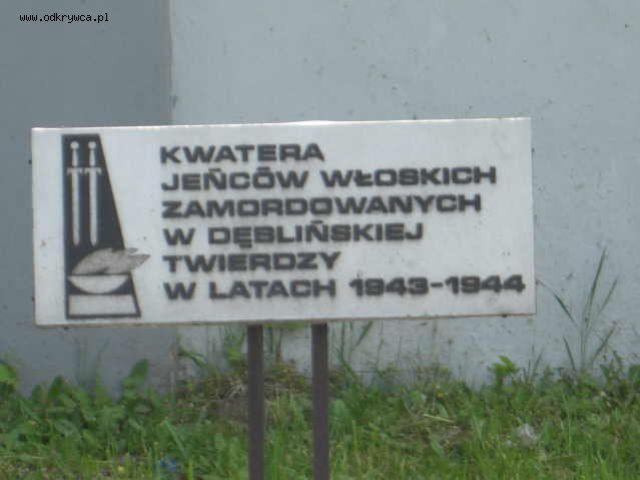 www.odkrywca.pl
KWATERA
JEŃCÓW WŁOSKICH
ZAMORDOWANYCH
W DĘBLIŃSKIEJ
TWIERDZY
W LATACH 1943-1944